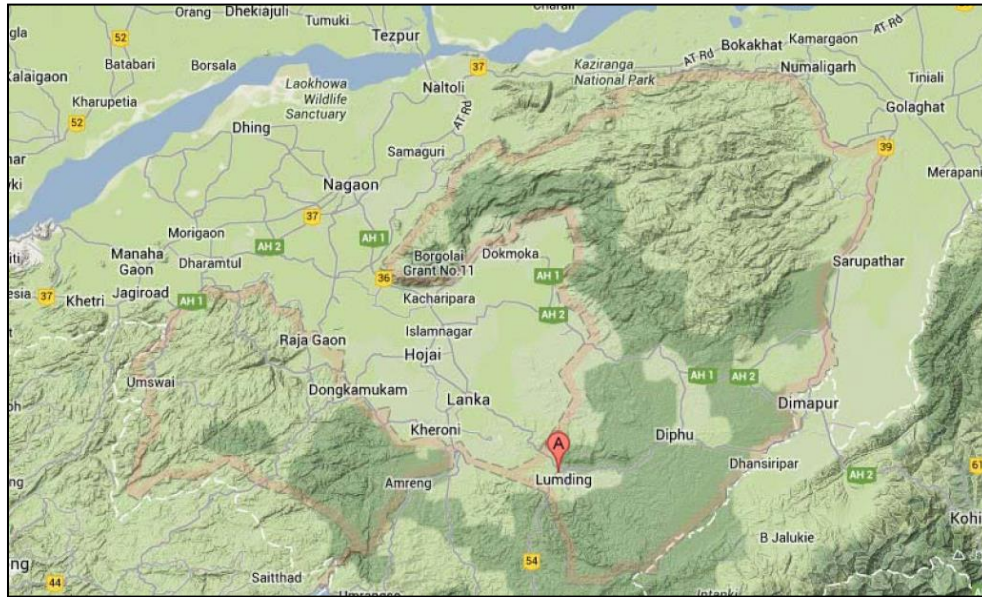 Orang
Dhekiajuli
Tumuki
Charali
AT Rd
Kamargaon
Bokakhat
52
Tezpur
Batabari
Borsala
37
Kaziranga
National Park
AT Rd
Numaligarh
Kalaigaon
Naltoli
Tiniali
Laokhowa
Wildlife
Sanctuary
Kharupetia
AT Rd
Golaghat
52
Dhing
39
Samaguri
Merapani
Nagaon
37
AH 1
Morigaon
AH 2
Manaha
Gaon
Dharamtul
Borgolai
Grant No.11
Dokmoka
Sarupathar
36
AH 1
37
Khetri
Jagiroad
AH 1
Kacharipara
AH 2
Islamnagar
Raja Gaon
Hojai
AH 1
AH 2
Umswai
Dongkamukam
Lanka
Dimapur
Kheroni
A
Diphu
Dhansiripar
Amreng
Lumding
AH 2
61
B Jalukie
54
Saitthad
44